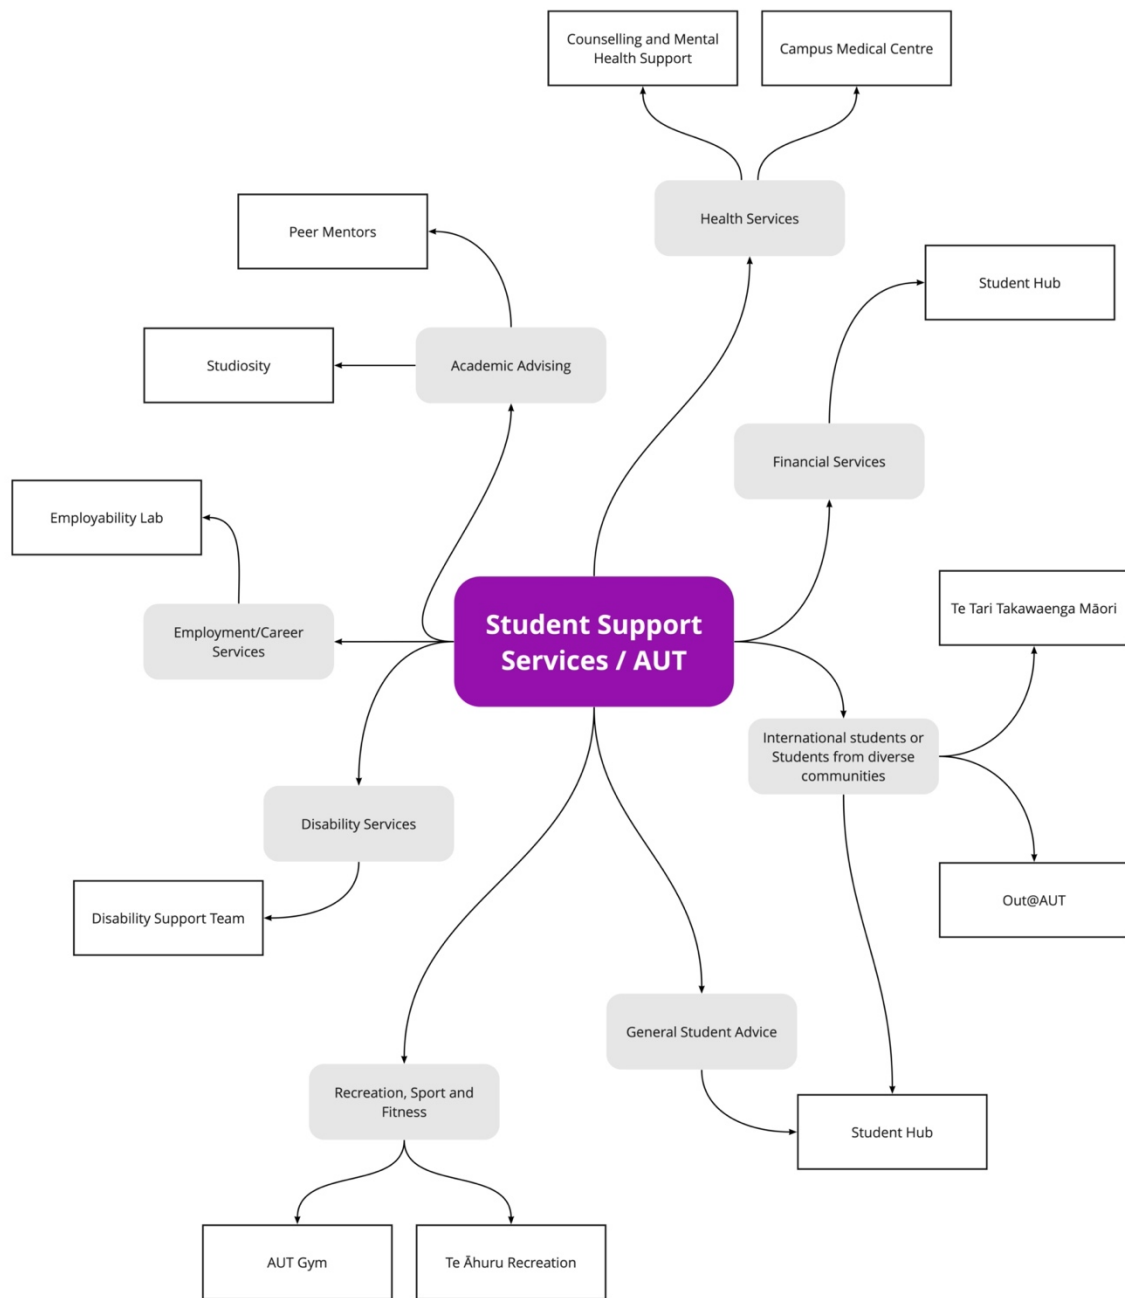 Counselling and Mental
Health Support
Campus Medical Centre
Health Services
Peer Mentors
Student Hub
Studiosity
Academic Advising
Financial Services
Employability Lab
Te Tari Takawaenga Māori
Employment/Career
Services
Student Support
Services / AUT
International students or
Students from diverse
communities
Disability Services
Out@AUT
Disability Support Team
General Student Advice
Recreation, Sport and
Fitness
Student Hub
AUT Gym
Te Āhuru Recreation